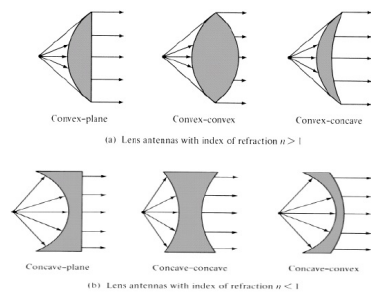 Convex-plane Convex-convex Convex-concave
(a) Lens antennas with index of refraction n > 1
Concave-plane Concave-concave Concave-convex
(b) Lens antennas with index of refraction n < 1